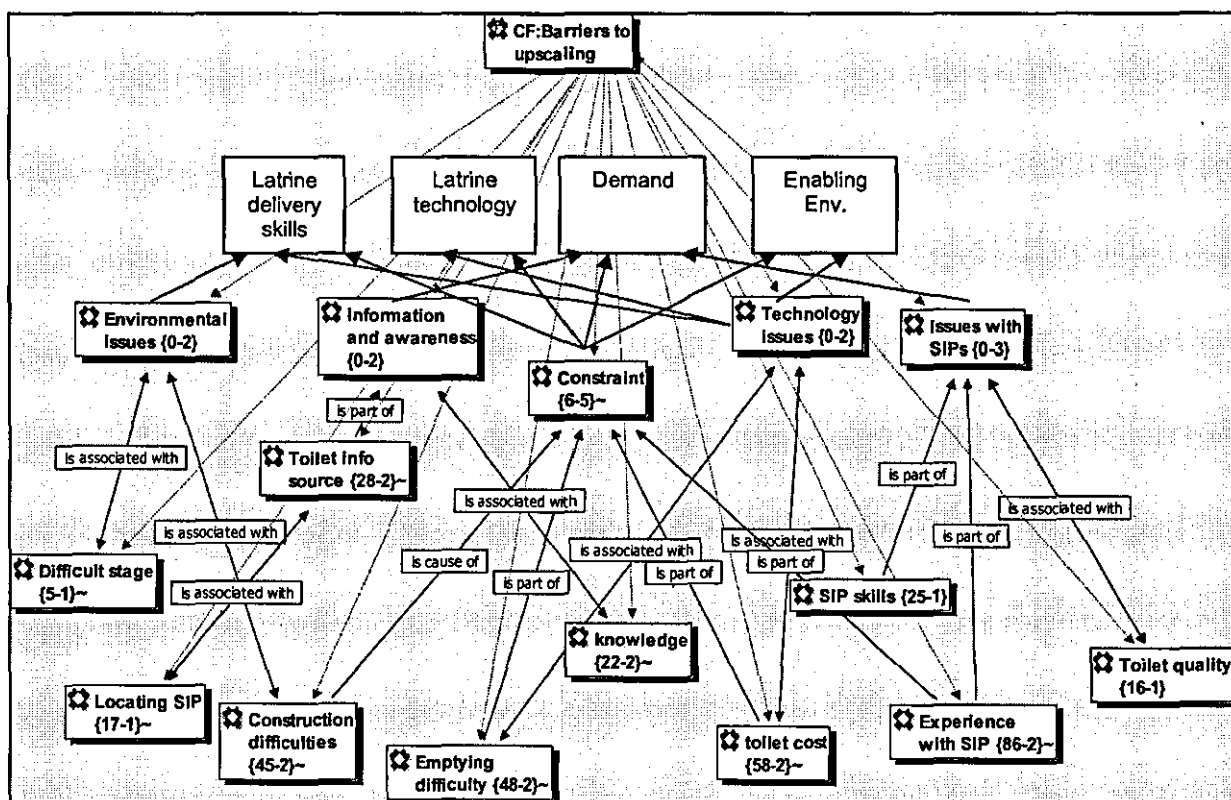 CF:Barriers to
upscaling
Latrine
delivery
skills
Latrine
technology
Demand
Enabling
Env.
Environmental
Issues {0-2}
Information
and awareness
{0-2}
Technology
Issues {0-2}
Issues with
SIPs {0-3}
Constraint
{6-5}~
is part of
is associated with
Toilet info
source {28-2}~
is part of
is associated with
is associated with
is associated with
Difficult stage
{5-1}~
is associated with
is cause of
is part of
is associated with
is part of
is associated with
is part of
SIP skills {25-1}
knowledge
{22-2}~
Toilet quality
{16-1}
Locating SIP
{17-1}~
Construction
difficulties
{45-2}~
Emptying
difficulty {48-2}~
toilet cost
{58-2}~
Experience
with SIP {86-2}~
is part of